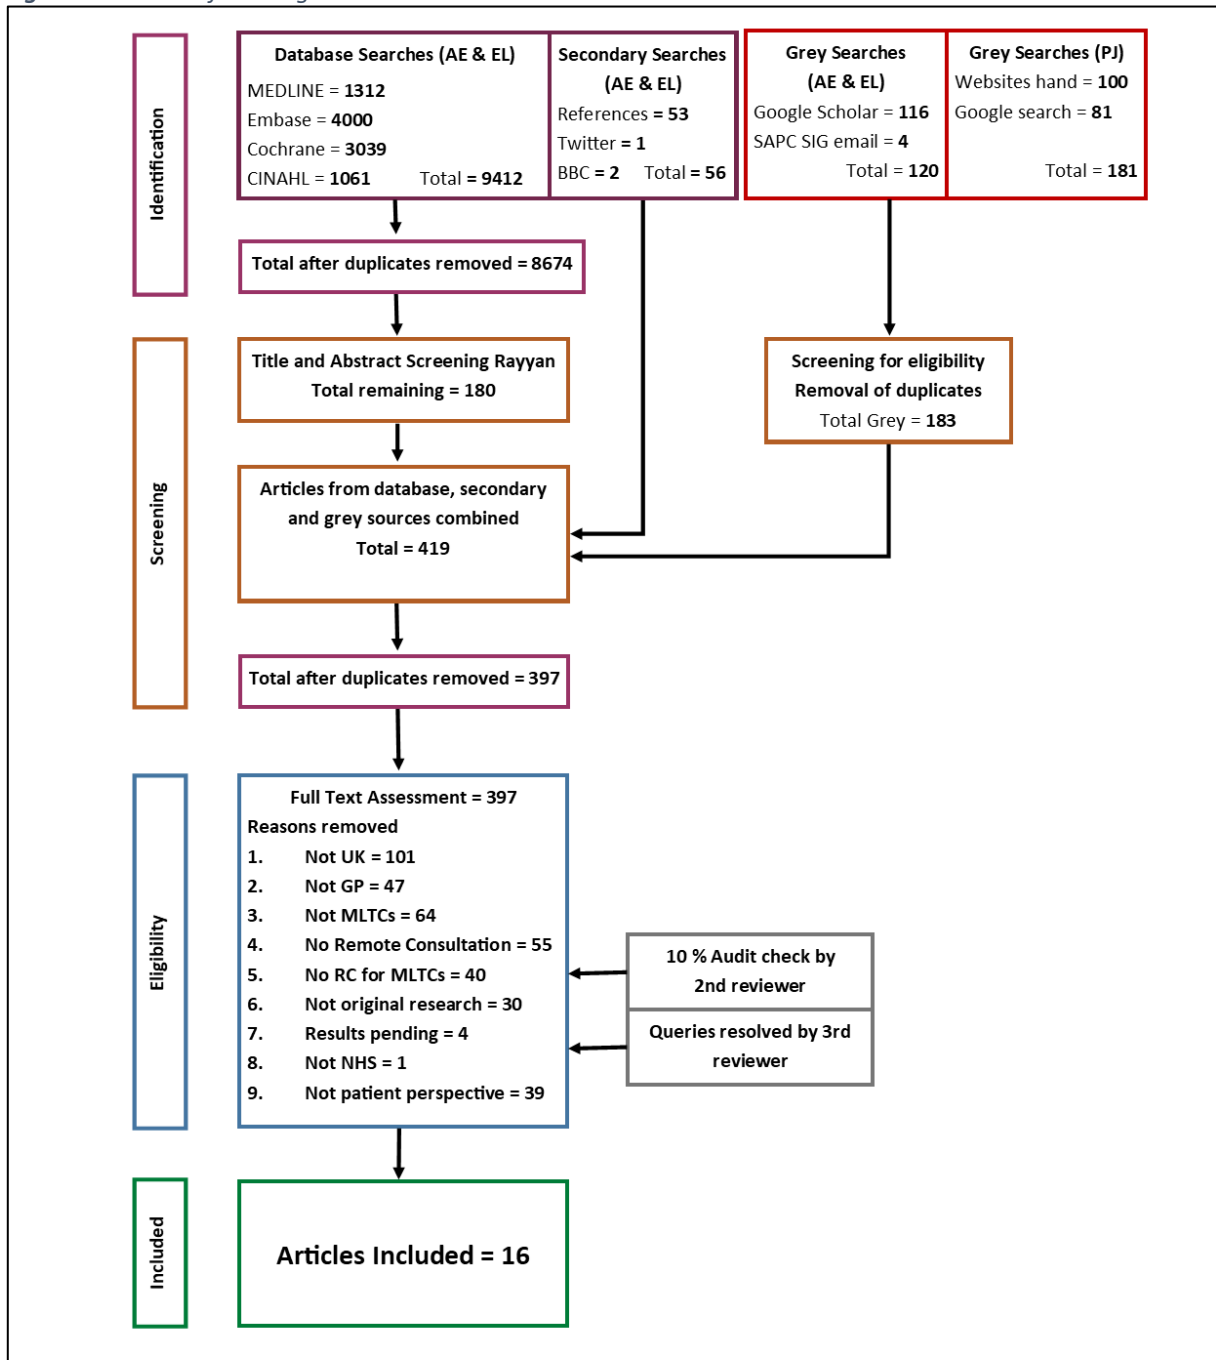 Identification
Database Searches (AE & EL)
MEDLINE = 1312
Embase = 4000
Cochrane = 3039
CINAHL = 1061 Total = 9412
Secondary Searches
(AE & EL)
References = 53
Twitter = 1
BBC = 2 Total = 56
Grey Searches
(AE & EL)
Google Scholar = 116
SAPC SIG email = 4
Total = 120
Grey Searches (PJ)
Websites hand = 100
Google search = 81
Total = 181
Total after duplicates removed = 8674
Screening
Title and Abstract Screening Rayyan
Total remaining = 180
Screening for eligibility
Removal of duplicates
Total Grey = 183
Articles from database, secondary
and grey sources combined
Total = 419
Total after duplicates removed = 397
Eligibility
Full Text Assessment = 397
Reasons removed
1. Not UK = 101
2. Not GP = 47
3. Not MLTCs = 64
4. No Remote Consultation = 55
5. No RC for MLTCs = 40
6. Not original research = 30
7. Results pending = 4
8. Not NHS = 1
9. Not patient perspective = 39
10 % Audit check by
2nd reviewer
Queries resolved by 3rd
reviewer
Included
Articles Included = 16